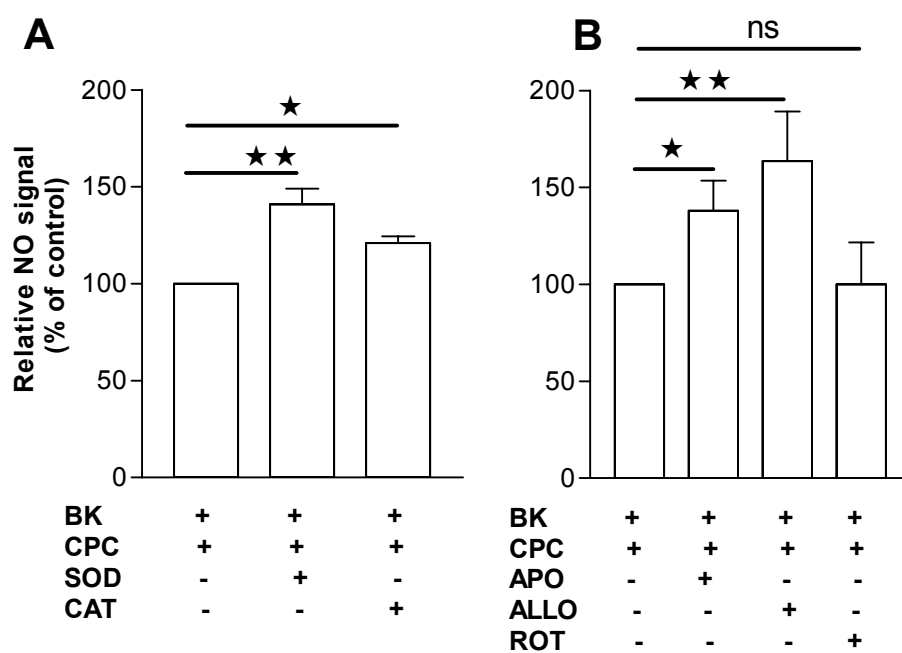 A
Relative NO signal
(% of control)
200
150
100
50
0
★
★★
BK + + +
CPC + + +
SOD - + -
CAT - - +
B
ns
★★
★
200
150
100
50
0
BK + + + +
CPC + + + +
APO - + - -
ALLO - - + -
ROT - - - +